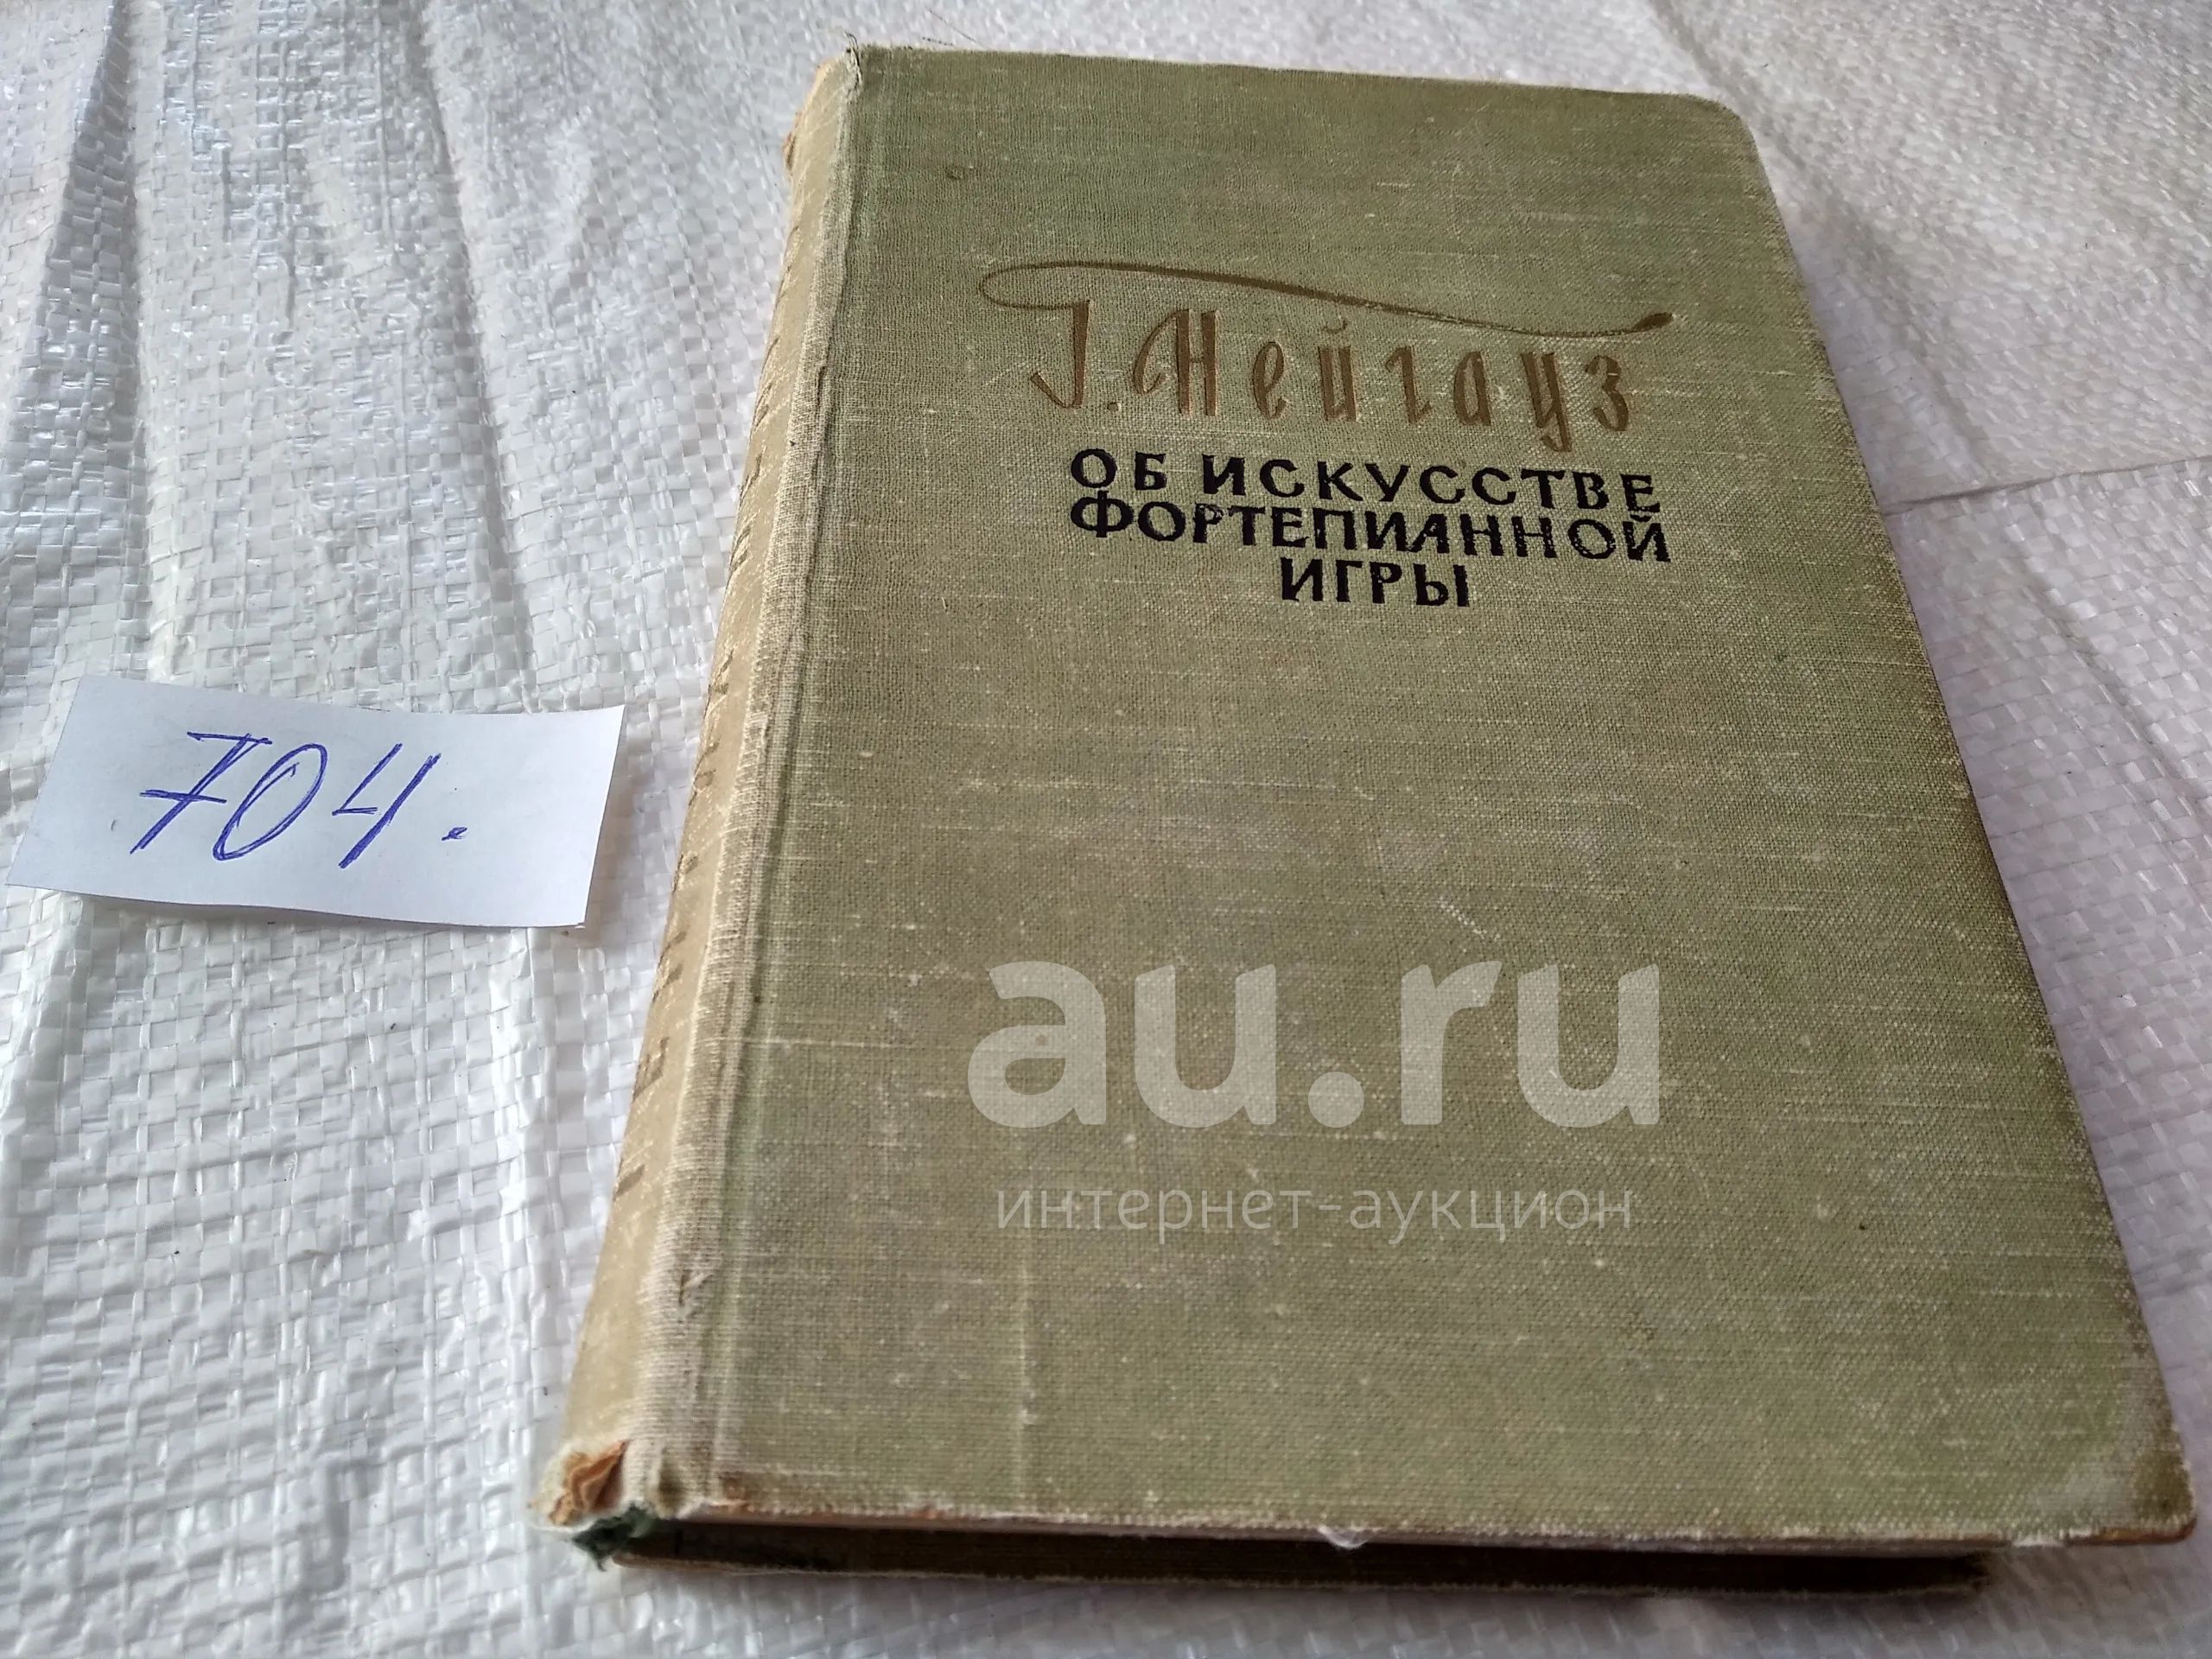 Г. Нейгауз
ОБ ИСКУССТВЕ
ФОРТЕПИАННОЙ
ИГРЫ
704.
au.ru
интернет-аукцион